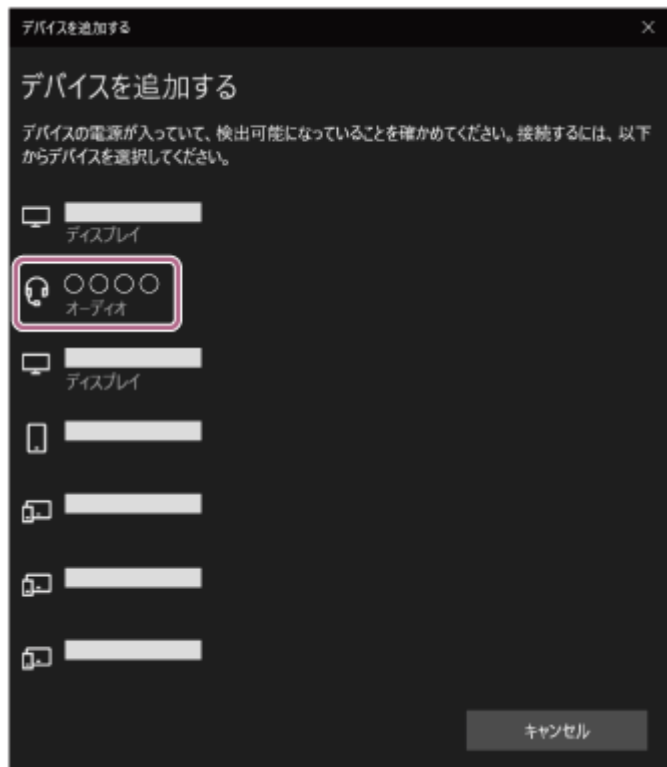 デバイスを追加する
デバイスを追加する
デバイスの電源が入っていて、検出可能になっていることを確かめてください。接続するには、以下
からデバイスを選択してください。
ディスプレイ
〇〇〇〇
オーディオ
ディスプレイ
キャンセル